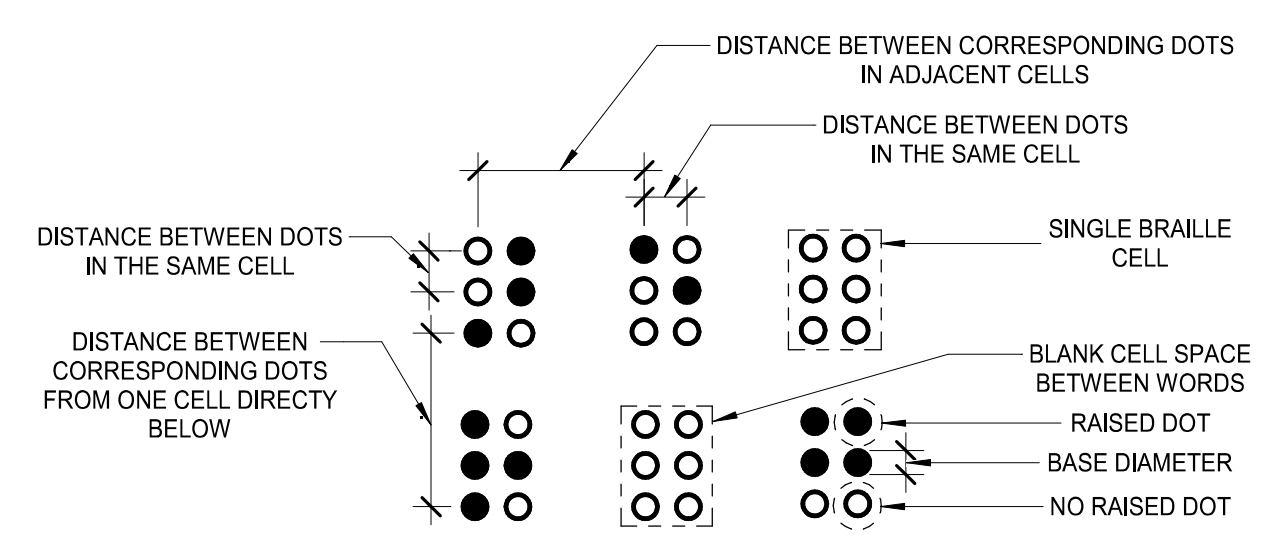 DISTANCE BETWEEN CORRESPONDING DOTS
IN ADJACENT CELLS
DISTANCE BETWEEN DOTS
IN THE SAME CELL
DISTANCE BETWEEN DOTS
IN THE SAME CELL
SINGLE BRAILLE
CELL
DISTANCE BETWEEN
CORRESPONDING DOTS
FROM ONE CELL DIRECTY
BELOW
BLANK CELL SPACE
BETWEEN WORDS
RAISED DOT
BASE DIAMETER
NO RAISED DOT